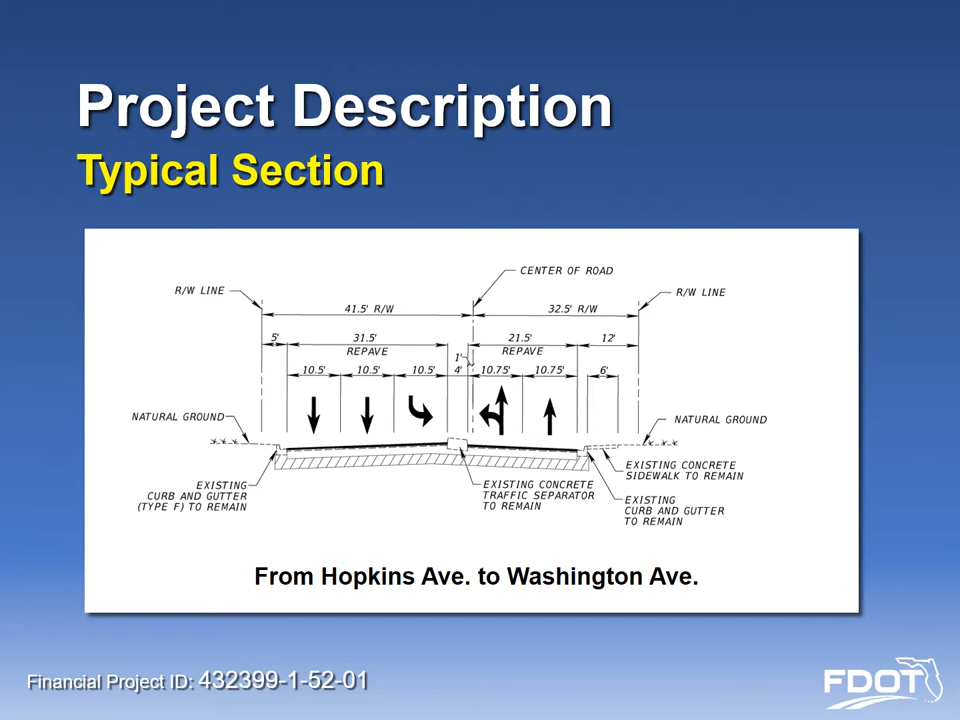 Project Description
Typical Section
CENTER OF ROAD
R/W LINE
R/W LINE
41.5' R/W
32.5' R/W
5'
31.5'
21.5'
12'
REPAVE
REPAVE
1'
10.5'
10.5'
10.5'
4'
10.75'
10.75'
6'
NATURAL GROUND
NATURAL GROUND
EXISTING CONCRETE
SIDEWALK TO REMAIN
EXISTING
CURB AND GUTTER
(TYPE F) TO REMAIN
EXISTING CONCRETE
TRAFFIC SEPARATOR
TO REMAIN
EXISTING
CURB AND GUTTER
TO REMAIN
From Hopkins Ave. to Washington Ave.
Financial Project ID: 432399-1-52-01
FDOT